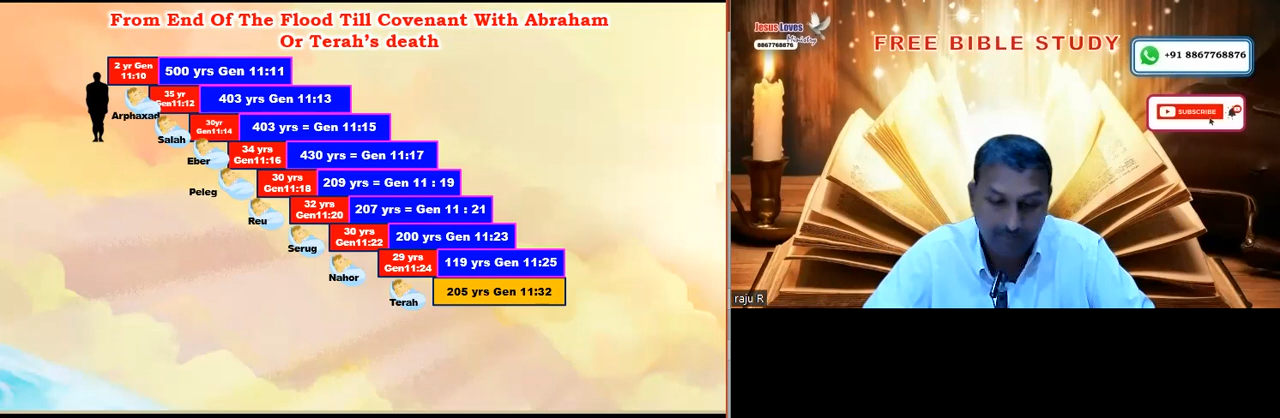 From End Of The Flood Till Covenant With Abraham
Or Terah's death
2 yr Gen
11:10
500 yrs Gen 11:11
35 yr
Gen11:12
403 yrs Gen 11:13
Arphaxad
30yr
Gen11:14
403 yrs = Gen 11:15
Salah
34 yrs
Gen11:16
430 yrs = Gen 11:17
Eber
30 yrs
Gen11:18
209 yrs = Gen 11 : 19
Peleg
32 yrs
Gen11:20
207 yrs = Gen 11 : 21
Reu
30 yrs
Gen11:22
200 yrs Gen 11:23
Serug
29 yrs
Gen11:24
119 yrs Gen 11:25
Nahor
205 yrs Gen 11:32
Terah
Jesus Loves
Ministry
8867768876
FREE BIBLE STUDY
+91 8867768876
SUBSCRIBE
raju R